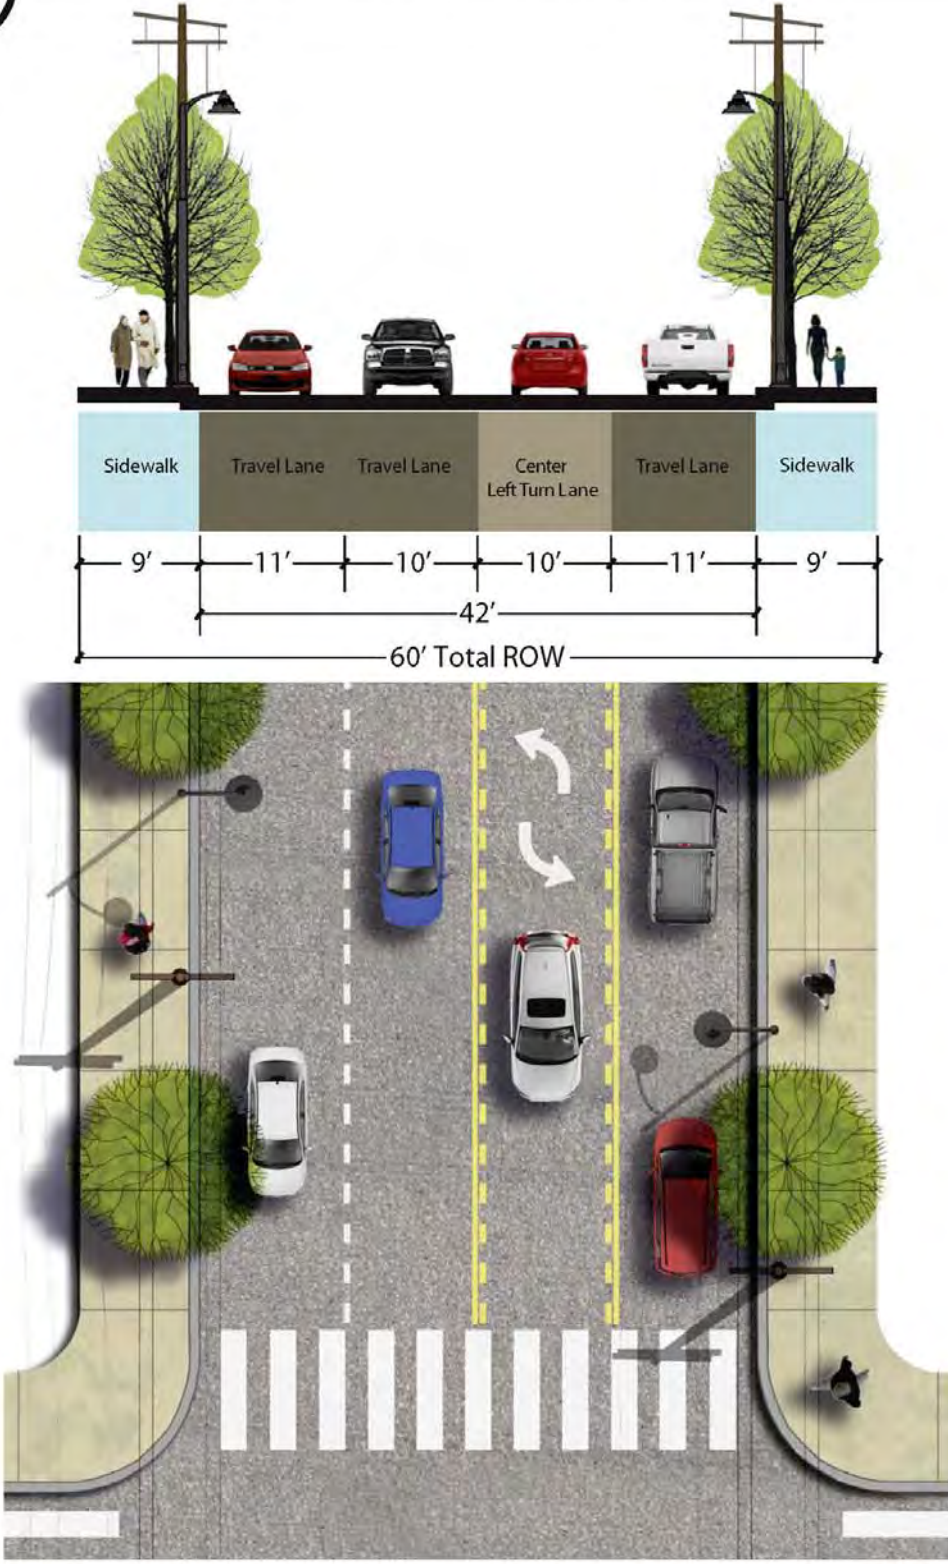 Sidewalk
Travel Lane
Travel Lane
Center
Left Turn Lane
Travel Lane
Sidewalk
9′
11′
10′
10′
11′
9′
42′
60′ Total ROW